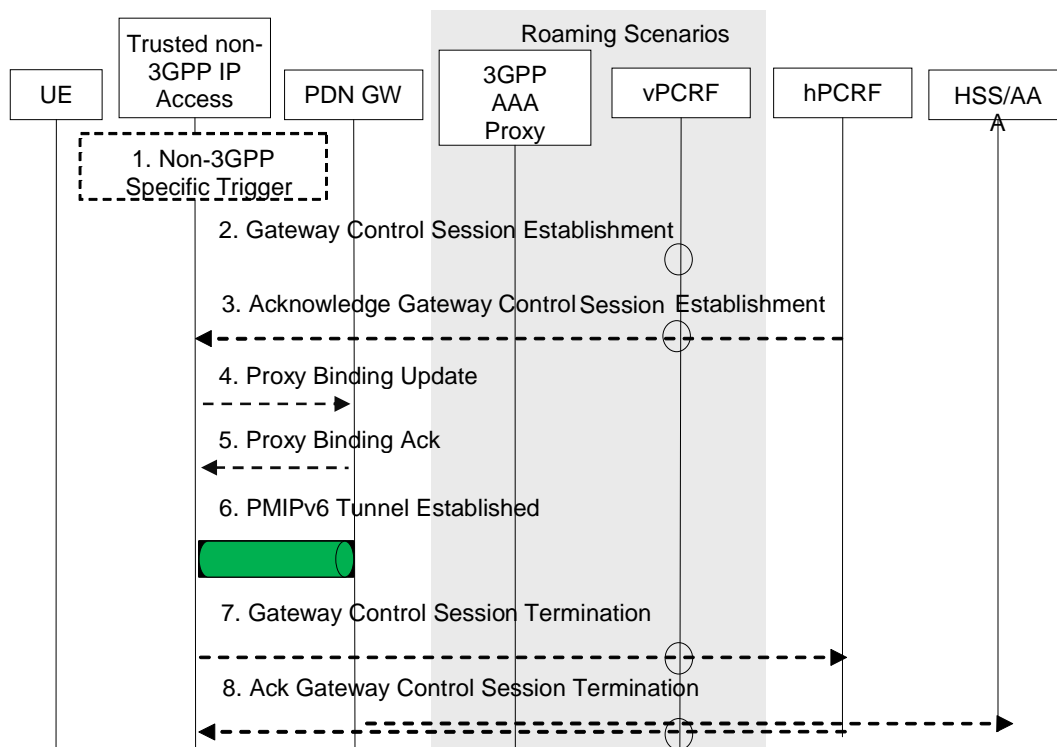 Roaming Scenarios
UE
Trusted non-
3GPP IP
Access
PDN GW
3GPP
AAA
Proxy
vPCRF
hPCRF
HSS/AA
A
1. Non-3GPP
Specific Trigger
2. Gateway Control Session Establishment
3. Acknowledge Gateway Control Session Establishment
4. Proxy Binding Update
5. Proxy Binding Ack
6. PMIPv6 Tunnel Established
7. Gateway Control Session Termination
8. Ack Gateway Control Session Termination